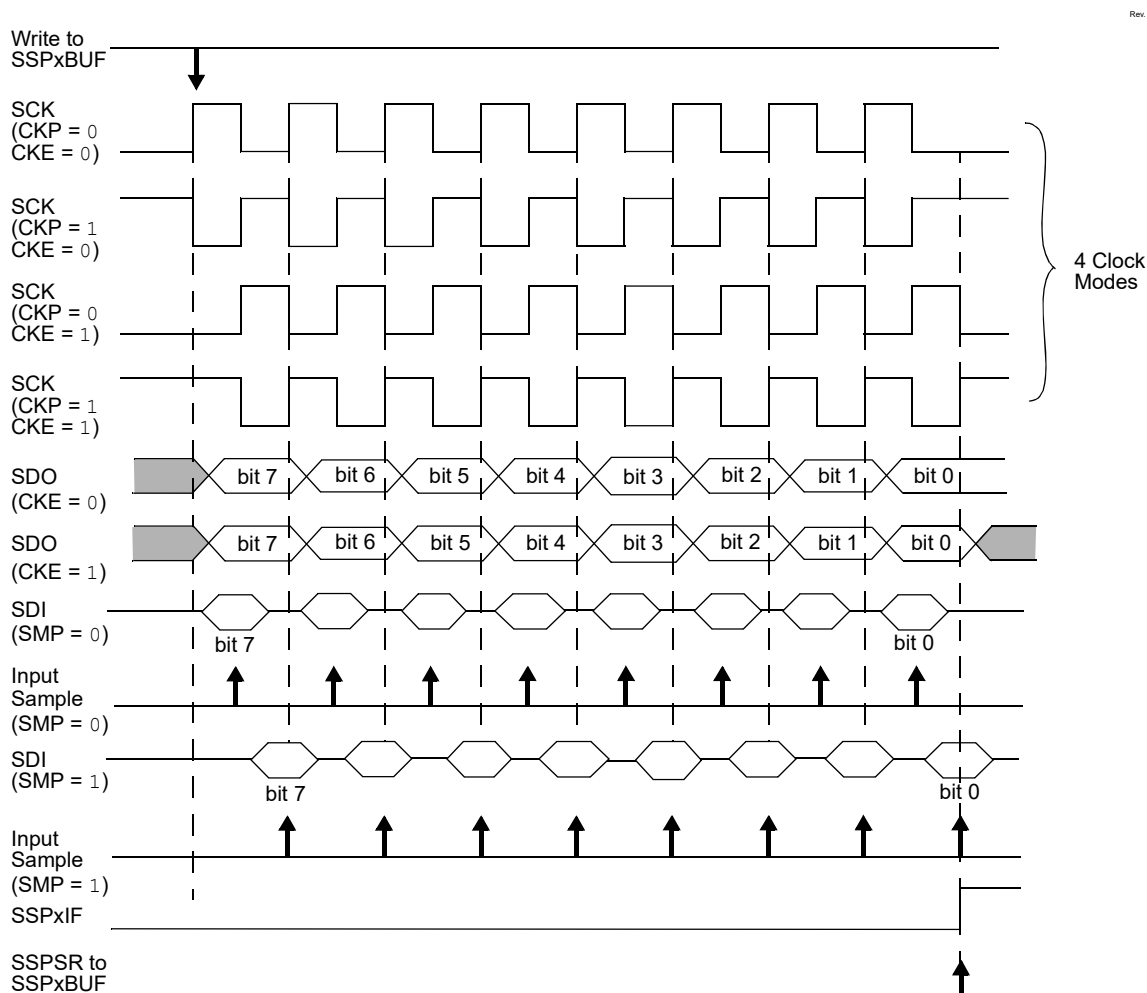 Rev.
Write to
SSPxBUF
SCK
(CKP = 0
CKE = 0)
SCK
(CKP = 1
CKE = 0)
SCK
(CKP = 0
CKE = 1)
SCK
(CKP = 1
CKE = 1)
4 Clock
Modes
SDO
(CKE = 0)
bit 7 bit 6 bit 5 bit 4 bit 3 bit 2 bit 1 bit 0
SDO
(CKE = 1)
bit 7 bit 6 bit 5 bit 4 bit 3 bit 2 bit 1 bit 0
SDI
(SMP = 0)
bit 7 bit 0
Input
Sample
(SMP = 0)
SDI
(SMP = 1)
bit 7 bit 0
Input
Sample
(SMP = 1)
SSPxIF
SSPSR to
SSPxBUF